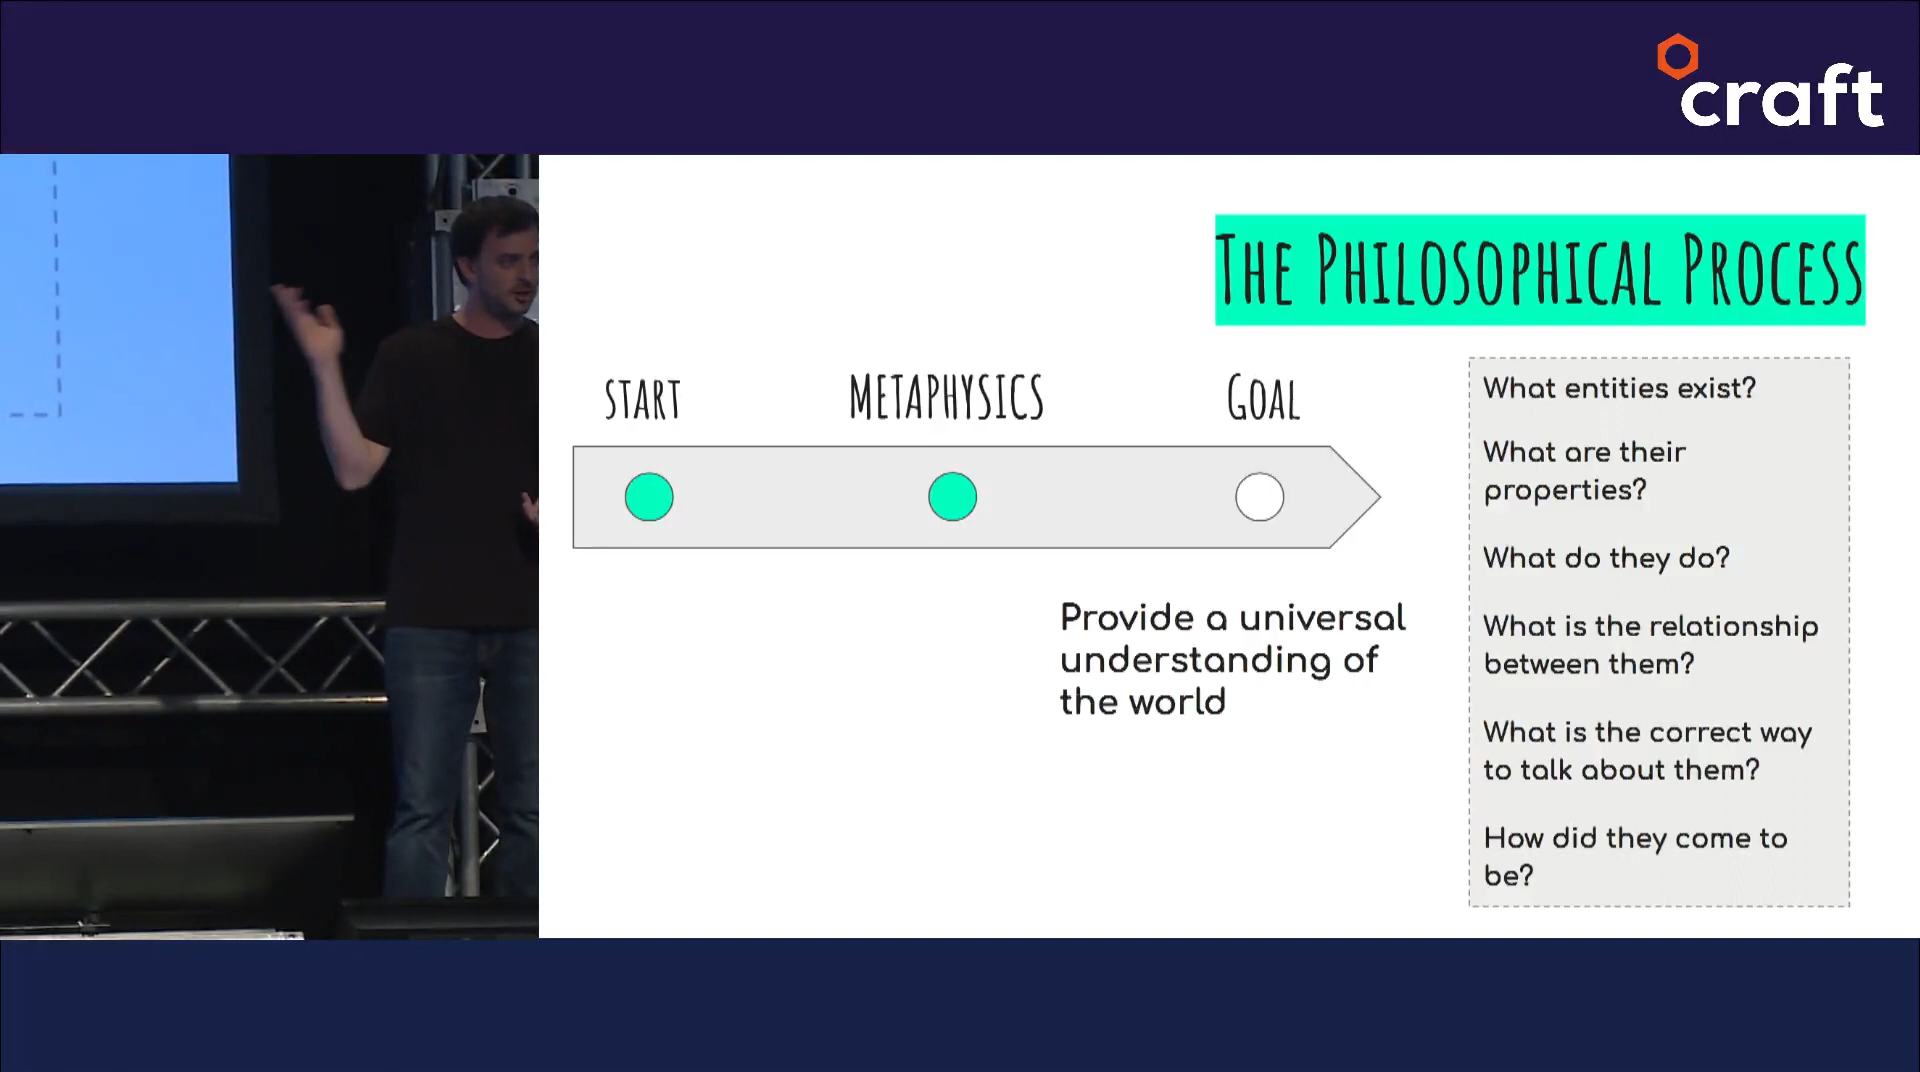 craft
The Philosophical Process
START
METAPHYSICS
GOAL
What entities exist?
What are their
properties?
What do they do?
What is the relationship
between them?
What is the correct way
to talk about them?
How did they come to
be?
Provide a universal
understanding of
the world